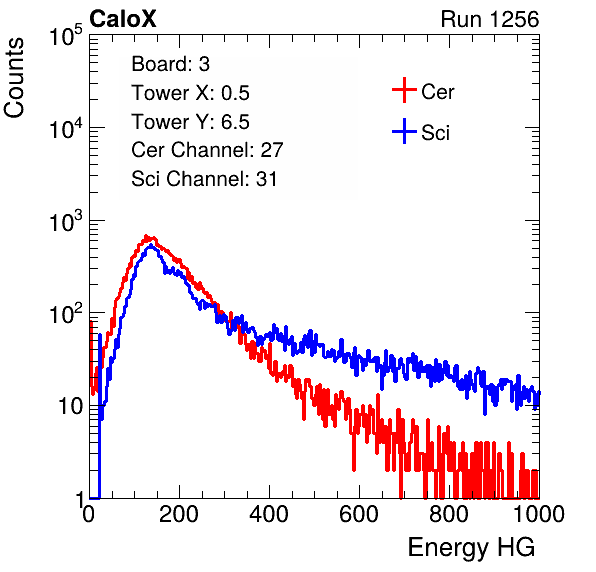 CaloX Run 1256
Counts
Board: 3
Tower X: 0.5
Tower Y: 6.5
Cer Channel: 27
Sci Channel: 31
Cer
Sci
10^5
10^4
10^3
10^2
10
1
0 200 400 600 800 1000
Energy HG